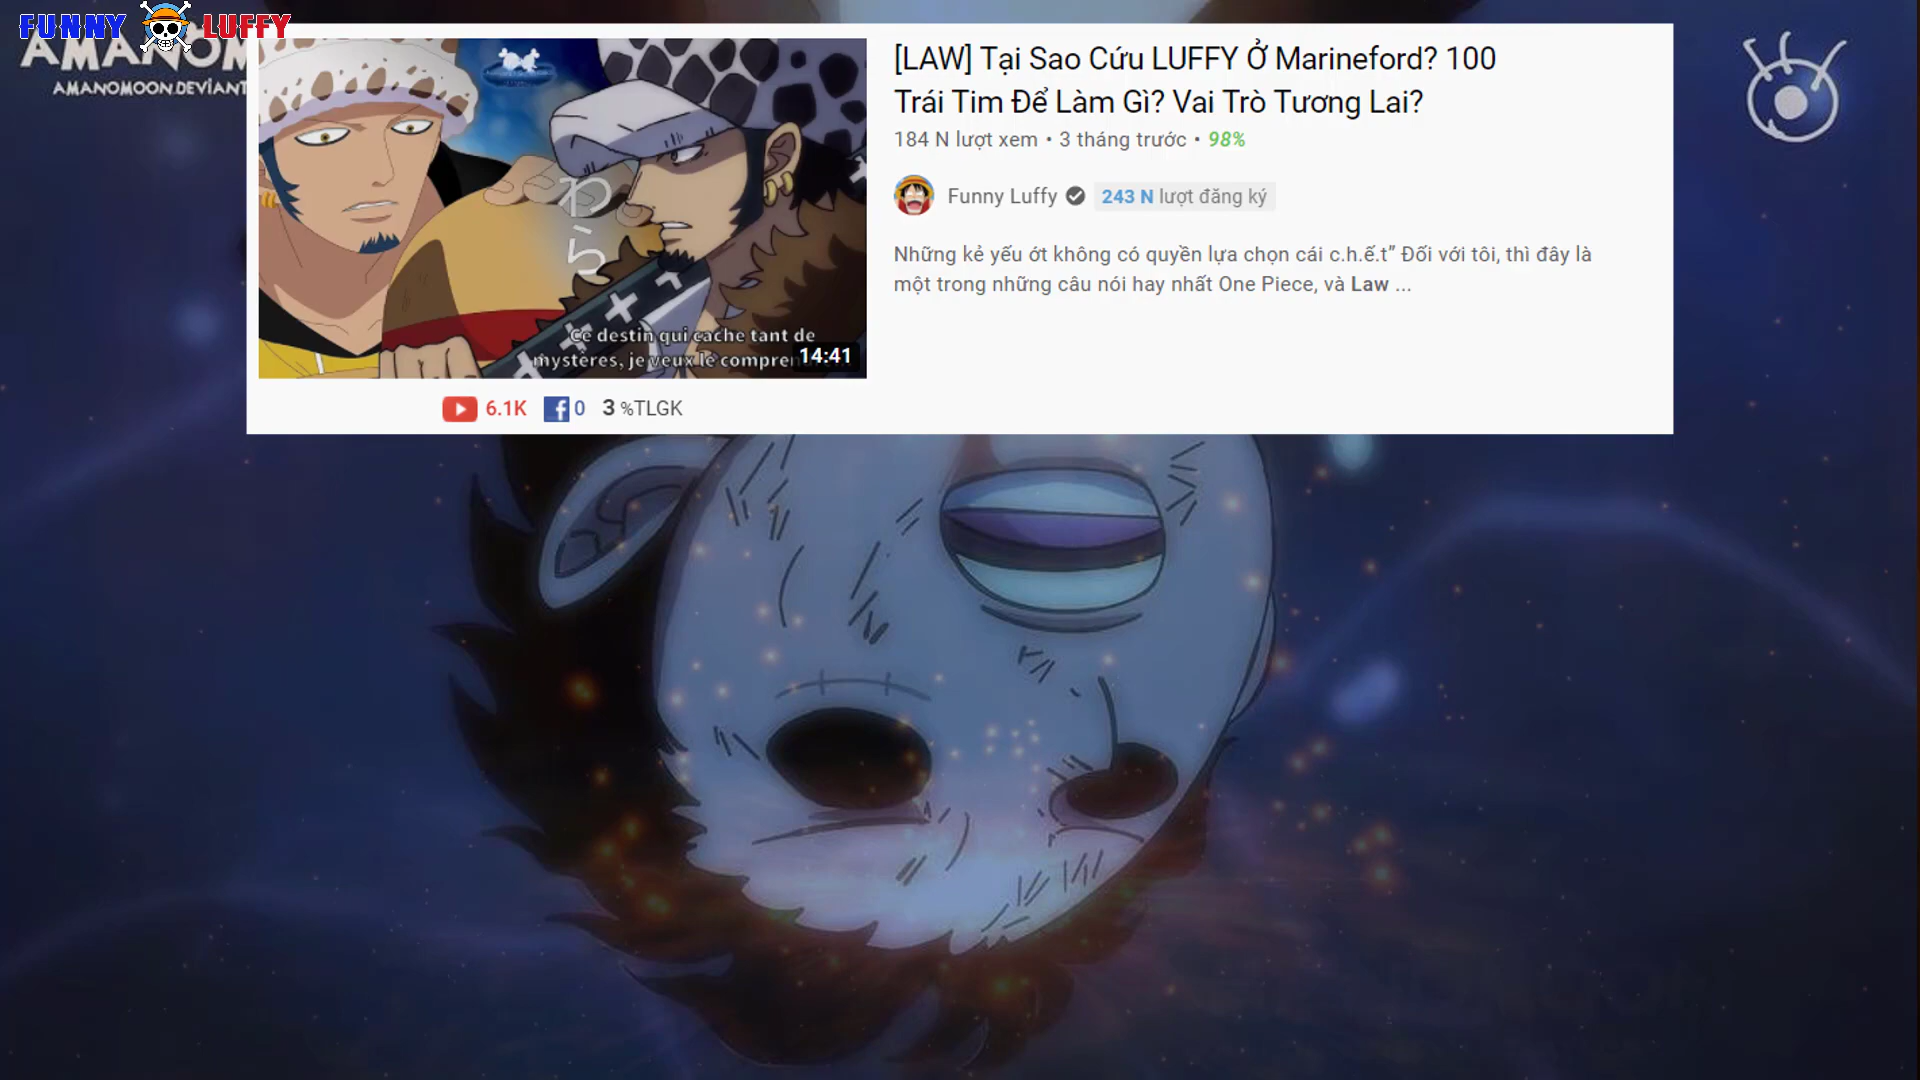 FUNNY LUFFY
AMANOM
AMANOMOON.DEVIANT
[LAW] Tại Sao Cứu LUFFY Ở Marineford? 100
Trái Tim Để Làm Gì? Vai Trò Tương Lai?
184 N lượt xem • 3 tháng trước • 98%
Funny Luffy 243 N lượt đăng ký
Những kẻ yếu ớt không có quyền lựa chọn cái c.h.ế.t” Đối với tôi, thì đây là
một trong những câu nói hay nhất One Piece, và Law ...
わら
Ce destin qui cache tant de
mystères, je veux le compren
14:41
6.1K 0 3 %TLGK